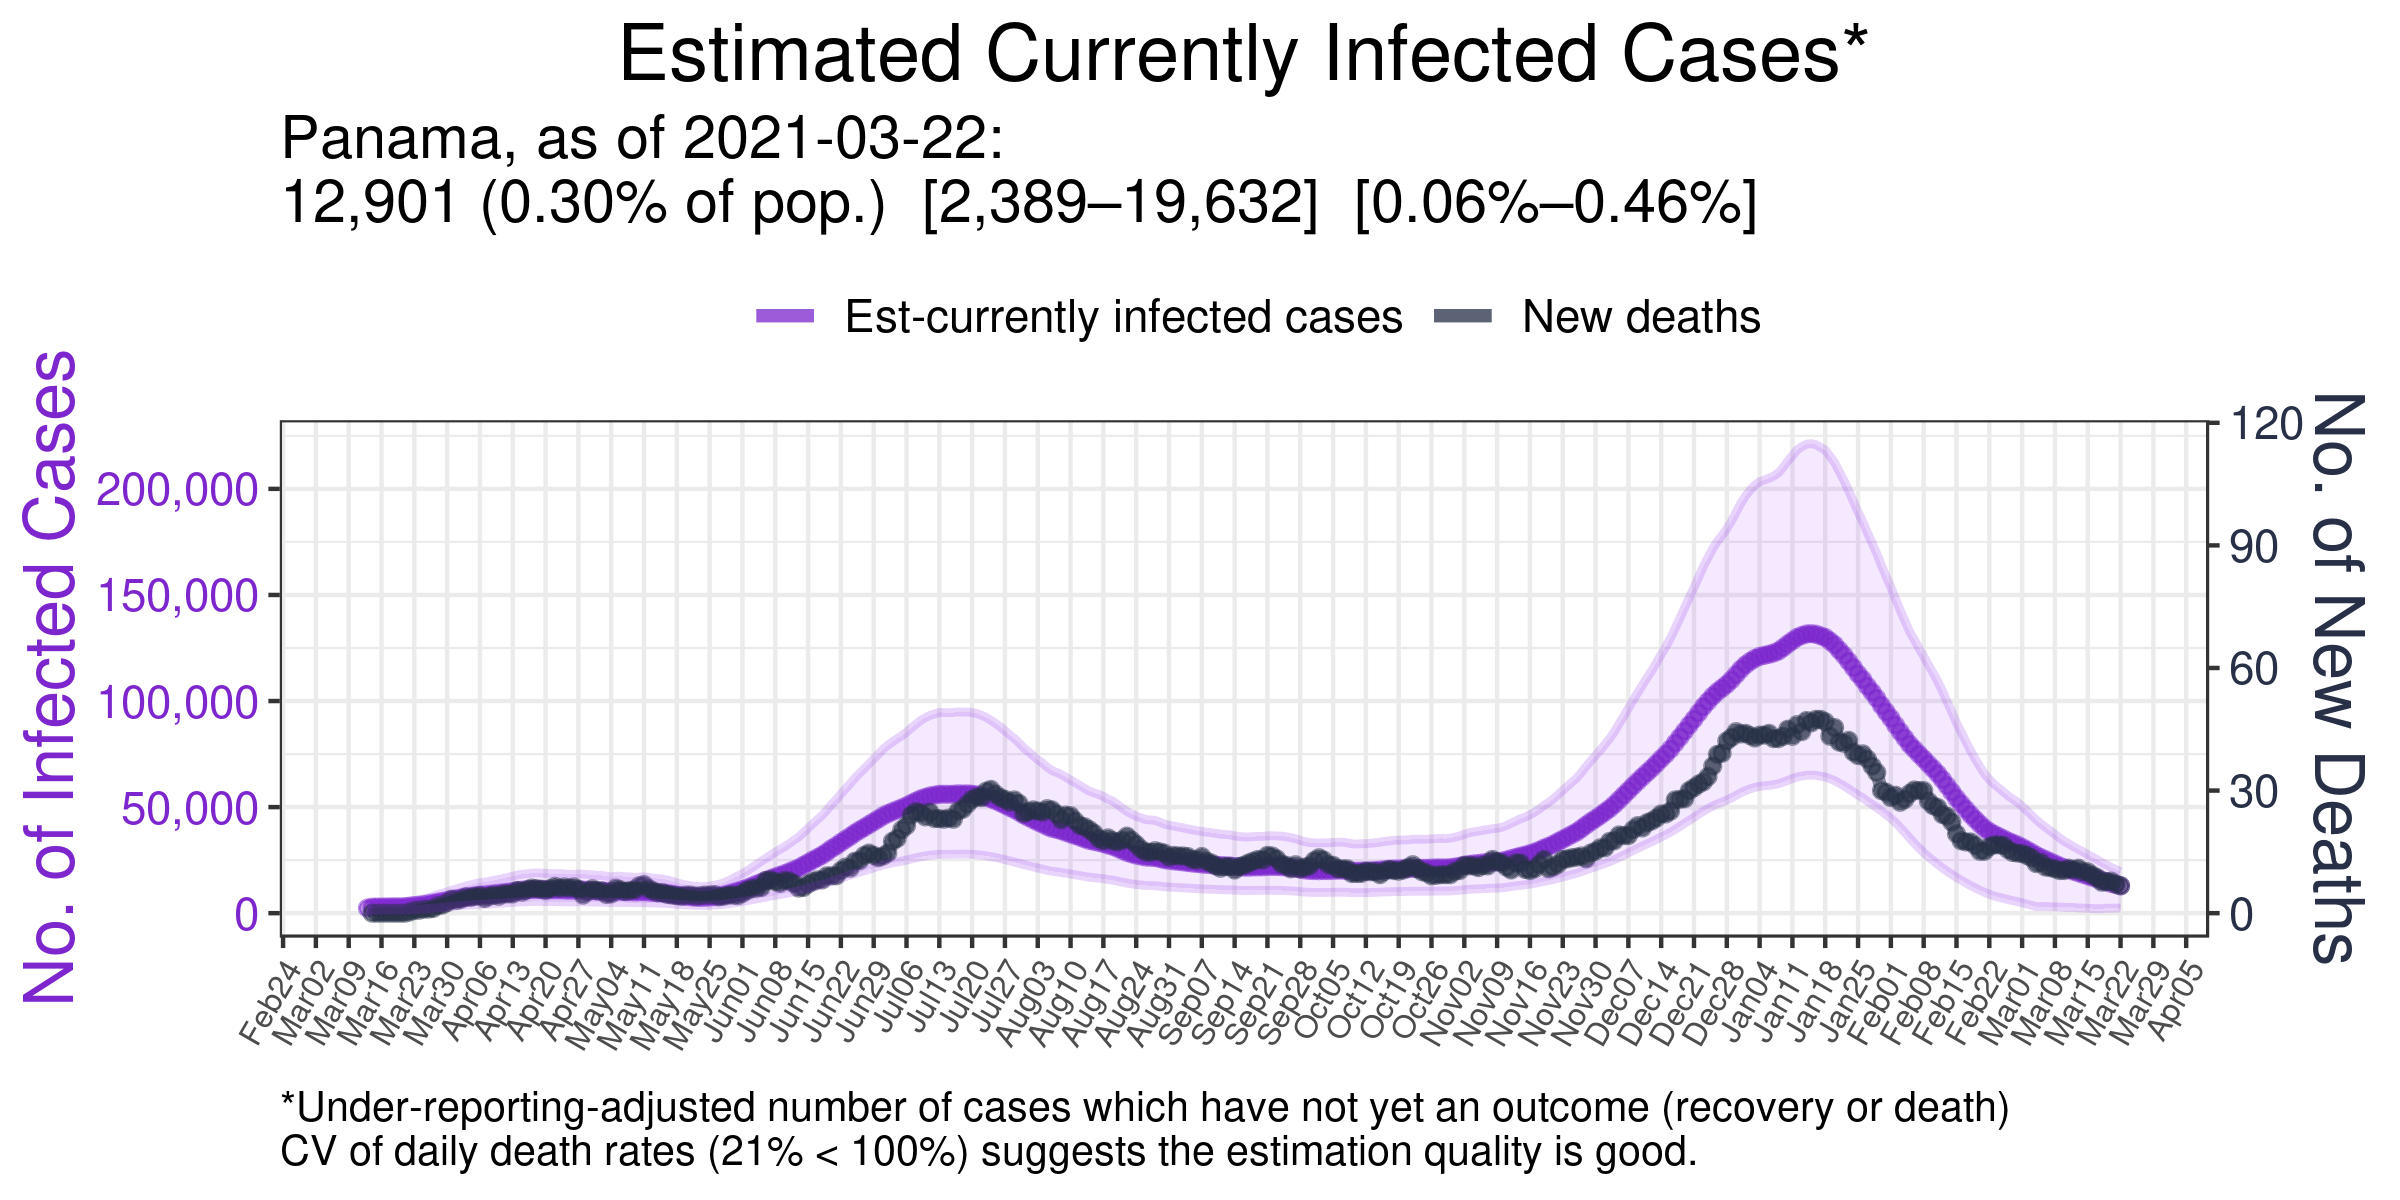 Estimated Currently Infected Cases*
Panama, as of 2021-03-22:
12,901 (0.30% of pop.) [2,389–19,632] [0.06%–0.46%]
Est-currently infected cases New deaths
No. of Infected Cases
200,000
150,000
100,000
50,000
0
120
90
60
30
0
No. of New Deaths
Feb24 Mar02 Mar09 Mar16 Mar23 Mar30 Apr06 Apr13 Apr20 Apr27 May04 May11 May18 May25 Jun01 Jun08 Jun15 Jun22 Jun29 Jul06 Jul13 Jul20 Jul27 Aug03 Aug10 Aug17 Aug24 Aug31 Sep07 Sep14 Sep21 Sep28 Oct05 Oct12 Oct19 Oct26 Nov02 Nov09 Nov16 Nov23 Nov30 Dec07 Dec14 Dec21 Dec28 Jan04 Jan11 Jan18 Jan25 Feb01 Feb08 Feb15 Feb22 Mar01 Mar08 Mar15 Mar22 Mar29 Apr05
*Under-reporting-adjusted number of cases which have not yet an outcome (recovery or death)
CV of daily death rates (21% < 100%) suggests the estimation quality is good.